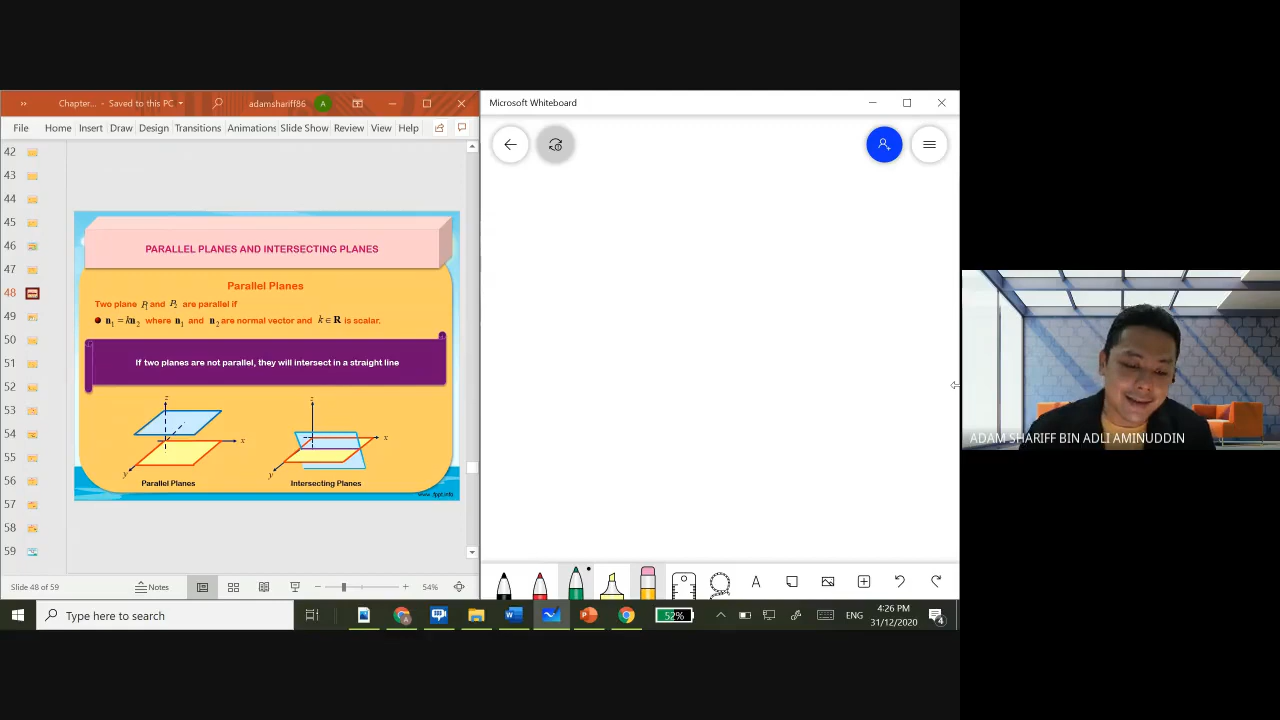 Chapter... - Saved to this PC
adamshariff86
A
File Home Insert Draw Design Transitions Animations Slide Show Review View Help
42
43
44
45
46
47
48
49
50
51
52
53
54
55
56
57
58
59
PARALLEL PLANES AND INTERSECTING PLANES
Parallel Planes
Two plane P₁ and P₂ are parallel if
n₁ = kn₂ where n₁ and n₂ are normal vector and k ∈ R is scalar.
If two planes are not parallel, they will intersect in a straight line
z
x
y
Parallel Planes
z
x
y
Intersecting Planes
www.fppt.info
Slide 48 of 59
Notes
54%
Microsoft Whiteboard
A
ADAM SHARIFF BIN ADLI AMINUDDIN
Type here to search
52%
ENG
4:26 PM
31/12/2020
4